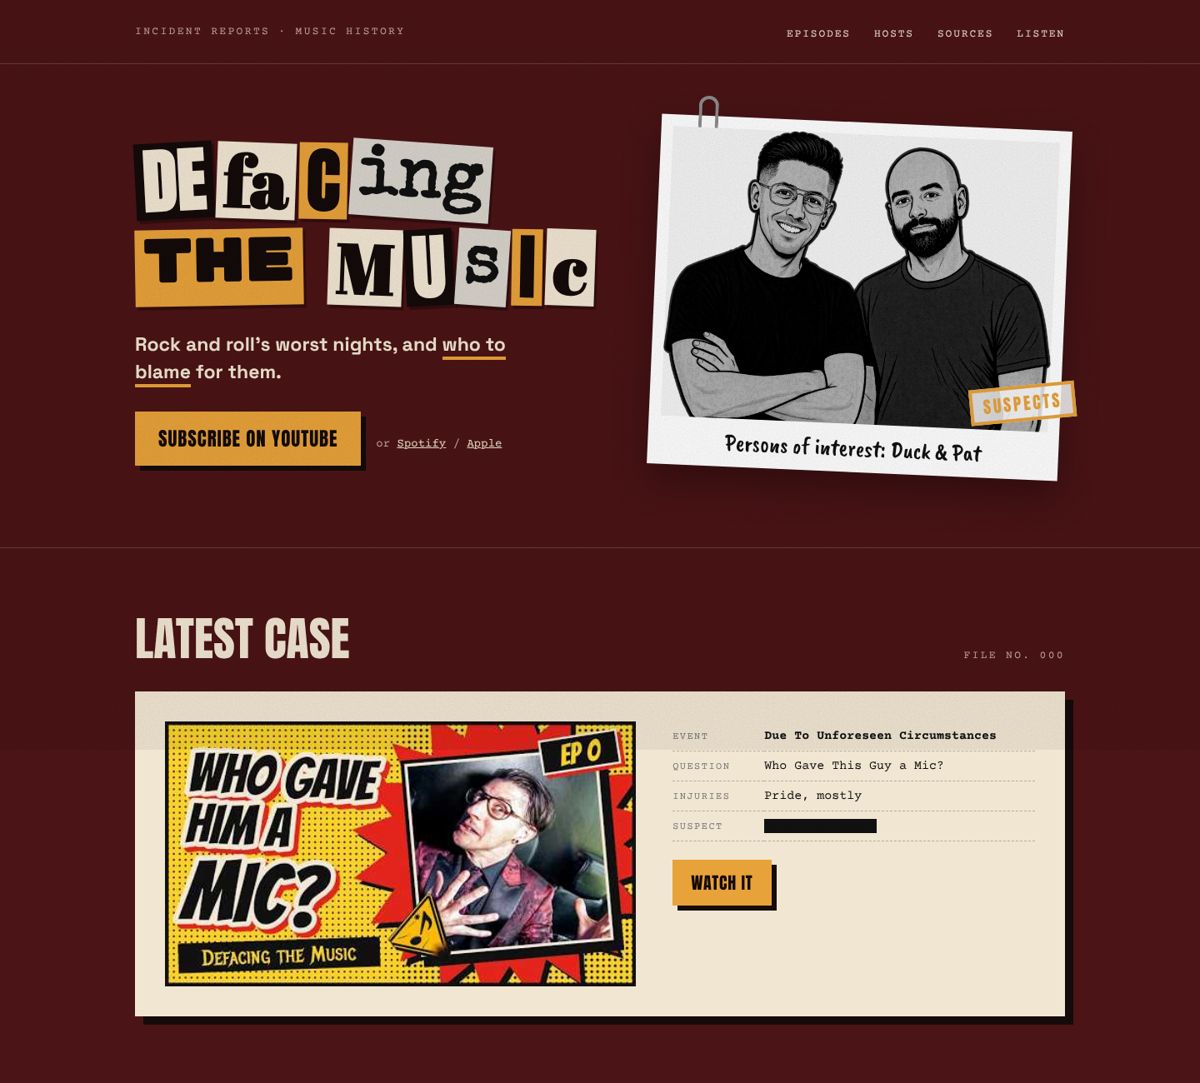 INCIDENT REPORTS · MUSIC HISTORY
EPISODES HOSTS SOURCES LISTEN
DEfaCing
THE MUsIc
Rock and roll's worst nights, and who to
blame for them.
SUBSCRIBE ON YOUTUBE
or Spotify / Apple
SUSPECTS
Persons of interest: Duck & Pat
LATEST CASE
FILE NO. 000
WHO GAVE
HIM A
MIC?
EP 0
DEFACING THE MUSIC
EVENT Due To Unforeseen Circumstances
QUESTION Who Gave This Guy a Mic?
INJURIES Pride, mostly
SUSPECT
WATCH IT